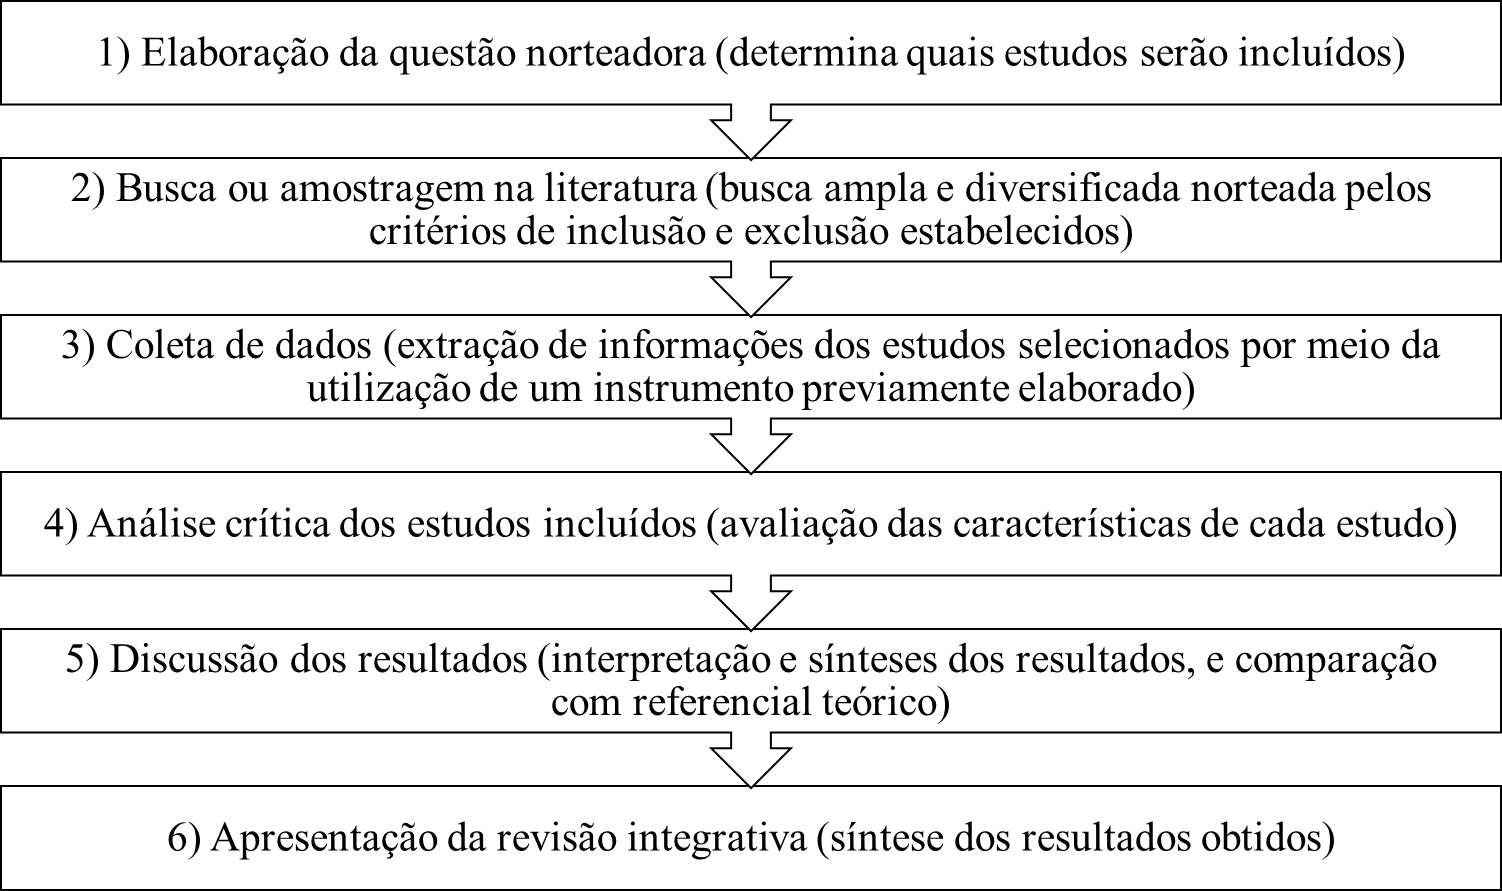 1) Elaboração da questão norteadora (determina quais estudos serão incluídos)
2) Busca ou amostragem na literatura (busca ampla e diversificada norteada pelos
critérios de inclusão e exclusão estabelecidos)
3) Coleta de dados (extração de informações dos estudos selecionados por meio da
utilização de um instrumento previamente elaborado)
4) Análise crítica dos estudos incluídos (avaliação das características de cada estudo)
5) Discussão dos resultados (interpretação e sínteses dos resultados, e comparação
com referencial teórico)
6) Apresentação da revisão integrativa (síntese dos resultados obtidos)